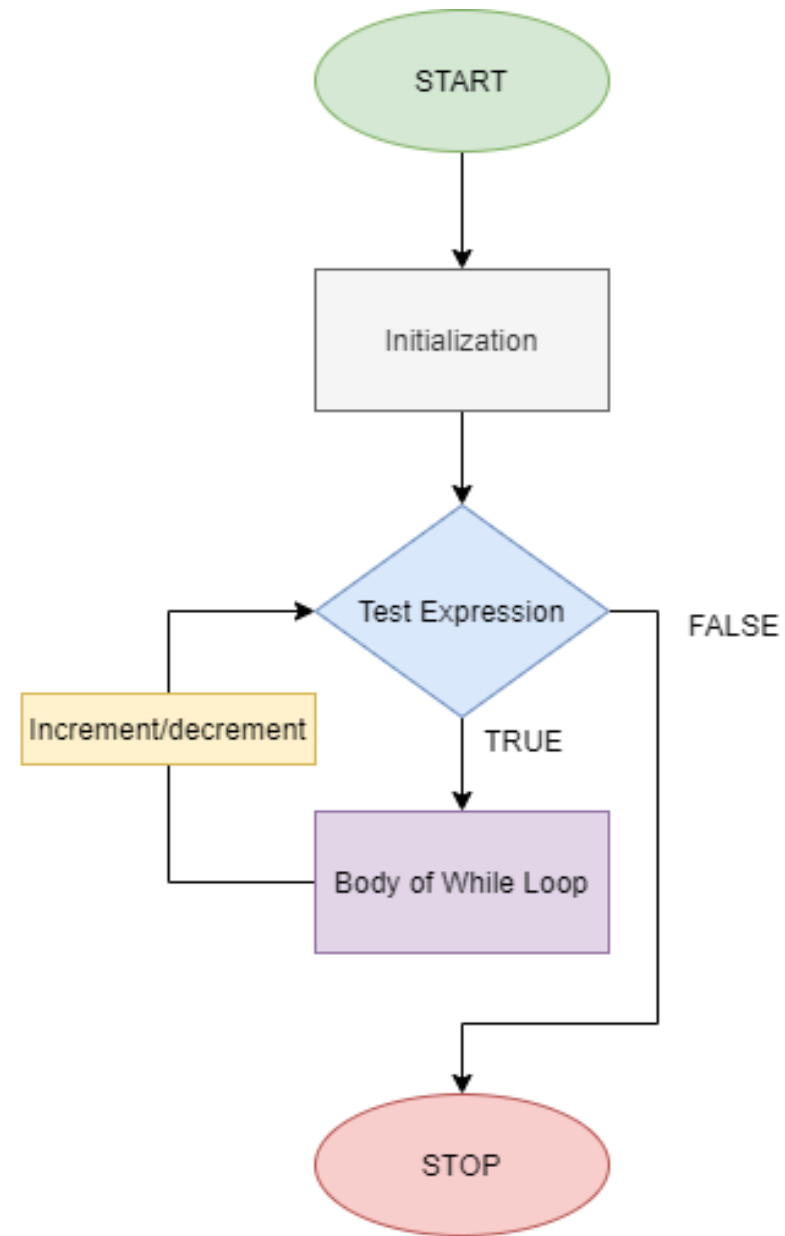 START
Initialization
Test Expression
FALSE
Increment/decrement
TRUE
Body of While Loop
STOP